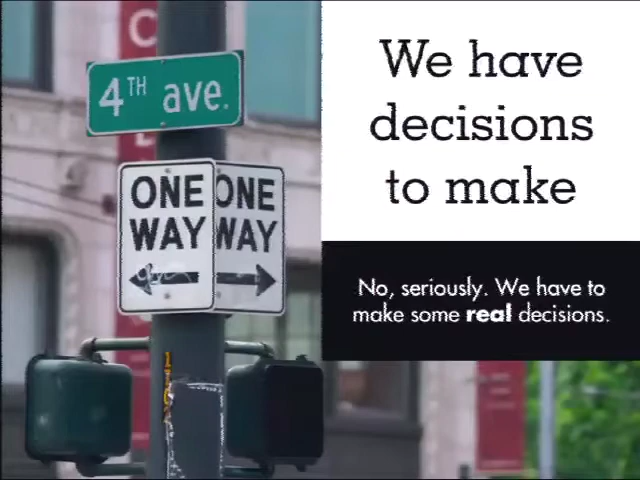 4TH ave.
ONE
WAY
ONE
WAY
C
We have
decisions
to make
No, seriously. We have to
make some real decisions.